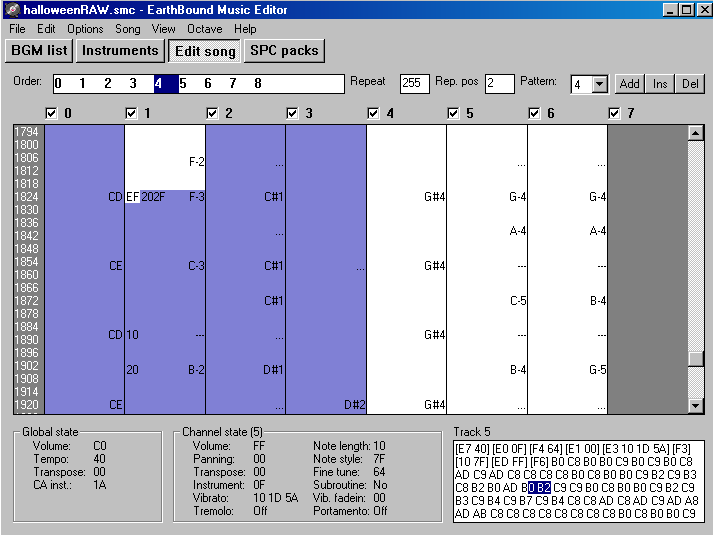 halloweenRAW.smc - EarthBound Music Editor
File Edit Options Song View Octave Help
BGM list Instruments Edit song SPC packs
Order: 0 1 2 3 4 5 6 7 8 Repeat 255 Rep. pos 2 Pattern: 4 Add Ins Del
0 1 2 3 4 5 6 7
1794
1800
1806 F-2 ... ... ...
1812
1818
1824 CD EF 202F F-3 C#1 G#4 G-4 G-4
1830
1836 ... A-4 A-4
1842
1848
1854 CE C-3 C#1 ... G#4 --- ---
1860
1866
1872 C#1 C-5 B-4
1878
1884 CD 10 --- ... G#4 --- ---
1890
1896
1902 20 B-2 D#1 B-4 G-5
1908
1914
1920 CE ... D#2 G#4 ... ...
Global state
Volume: C0
Tempo: 40
Transpose: 00
CA inst.: 1A
Channel state (5)
Volume: FF Note length: 10
Panning: 00 Note style: 7F
Transpose: 00 Fine tune: 64
Instrument: 0F Subroutine: No
Vibrato: 10 1D 5A Vib. fadein: 00
Tremolo: Off Portamento: Off
Track 5
[E7 40] [E0 0F] [F4 64] [E1 00] [E3 10 1D 5A] [F3]
[10 7F] [ED FF] [F6] B0 C8 B0 B0 C9 B0 C9 B0 C8
AD C9 AD C8 C8 C8 C8 B0 C8 B0 B0 C9 B2 C9 B3
C8 B2 B0 AD B0 B2 C9 C9 B0 C8 B0 B0 C9 B2 C9
B3 C9 B4 C9 B7 C9 B4 C8 C8 AD C8 AD C9 AD A8
AD AB C8 C8 C8 C8 C8 C8 C8 B0 C8 B0 B0 C9